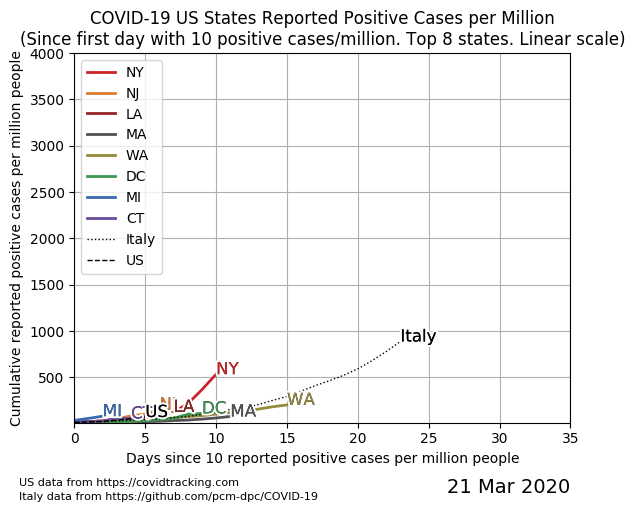 COVID-19 US States Reported Positive Cases per Million
(Since first day with 10 positive cases/million. Top 8 states. Linear scale)
Cumulative reported positive cases per million people
4000
3500
3000
2500
2000
1500
1000
500
NY
NJ
LA
MA
WA
DC
MI
CT
Italy
US
Italy
NY
WA
MI
US
LA
DC
MA
0
5
10
15
20
25
30
35
Days since 10 reported positive cases per million people
US data from https://covidtracking.com
Italy data from https://github.com/pcm-dpc/COVID-19
21 Mar 2020